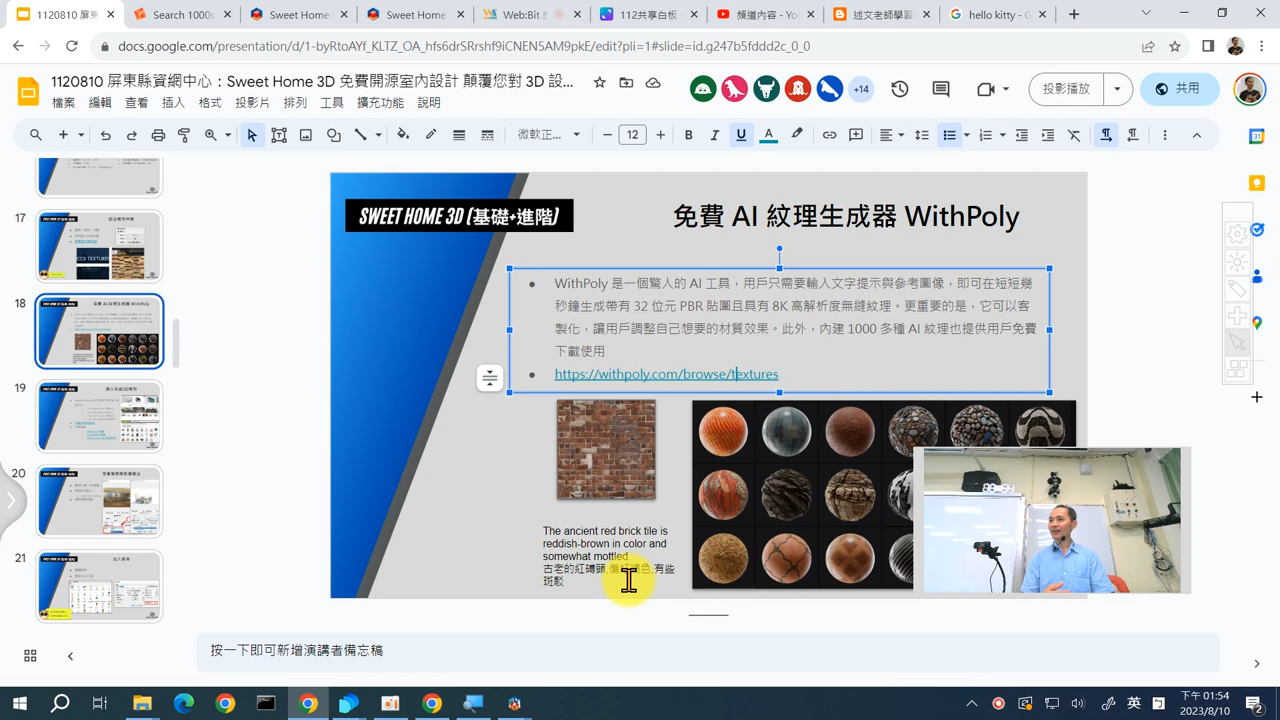 1120810 屏東
Search 1000s
Sweet Home
Sweet Home
Web:Bit
112共享白板
頻道內容 - Yo
述文老師學習
hello kitty - G
docs.google.com/presentation/d/1-byRtoAYf_KLTZ_OA_hfs6drSRrshf9iCNEN5AM9pkE/edit?pli=1#slide=id.g247b5fddd2c_0_0
1120810 屏東縣資網中心：Sweet Home 3D 免費開源室內設計 顛覆您對 3D 設...
檔案 編輯 查看 插入 格式 投影片 排列 工具 擴充功能 說明
+14
投影播放
共用
微軟正...
12
B I U A
17
18
19
20
21
SWEET HOME 3D (基礎+進階)
免費 AI 紋理生成器 WithPoly
● WithPoly 是一個驚人的 AI 工具，用戶只需要輸入文字提示與參考圖像，即可在短短幾
秒鐘生成帶有 32 位元 PBR 貼圖且具有 8K 高解析度無縫紋理。更重要的是，它可以客
製化，讓用戶調整自己想要的材質效果。此外，內建 1000 多種 AI 紋理也提供用戶免費
下載使用
● https://withpoly.com/browse/textures
The ancient red brick tile is
reddish-brown in color and
somewhat mottled.
古老的紅磚頭,偏紅褐色,有些
斑駁
按一下即可新增演講者備忘稿
英
下午 01:54
2023/8/10
2